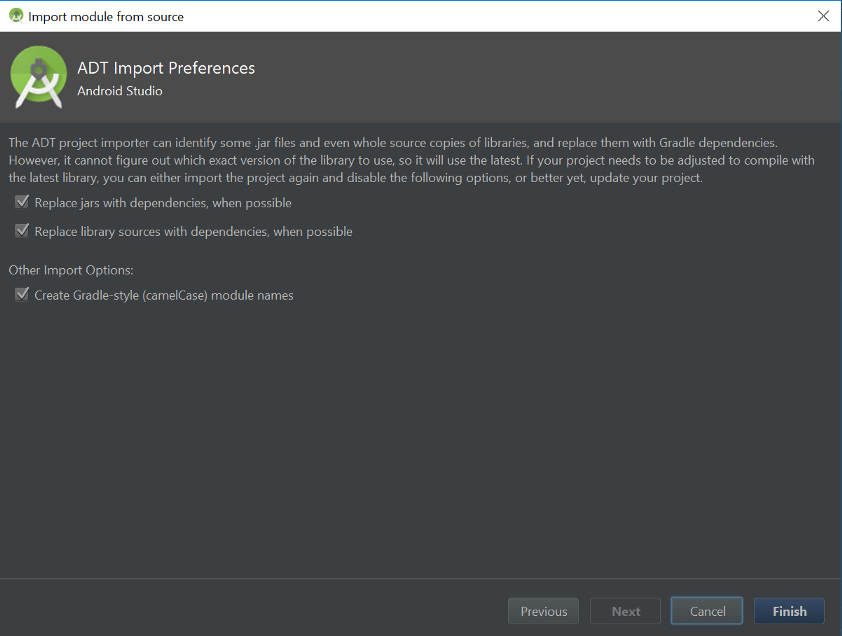 Import module from source
ADT Import Preferences
Android Studio
The ADT project importer can identify some .jar files and even whole source copies of libraries, and replace them with Gradle dependencies.
However, it cannot figure out which exact version of the library to use, so it will use the latest. If your project needs to be adjusted to compile with
the latest library, you can either import the project again and disable the following options, or better yet, update your project.
Replace jars with dependencies, when possible
Replace library sources with dependencies, when possible
Other Import Options:
Create Gradle-style (camelCase) module names
Previous Next Cancel Finish